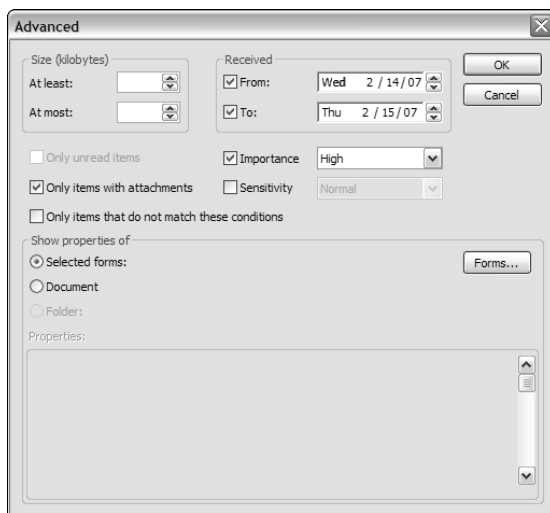 Advanced
Size (kilobytes)
At least:
At most:
Received
From: Wed 2 / 14 / 07
To: Thu 2 / 15 / 07
OK
Cancel
Only unread items
Importance High
Only items with attachments
Sensitivity Normal
Only items that do not match these conditions
Show properties of
Selected forms:
Forms...
Document
Folder:
Properties: